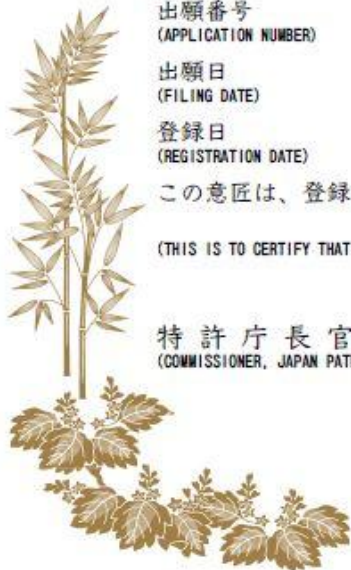 出願番号
(APPLICATION NUMBER)
出願日
(FILING DATE)
登録日
(REGISTRATION DATE)
この意匠は、登録
(THIS IS TO CERTIFY THAT
特許庁長官
(COMMISSIONER, JAPAN PAT